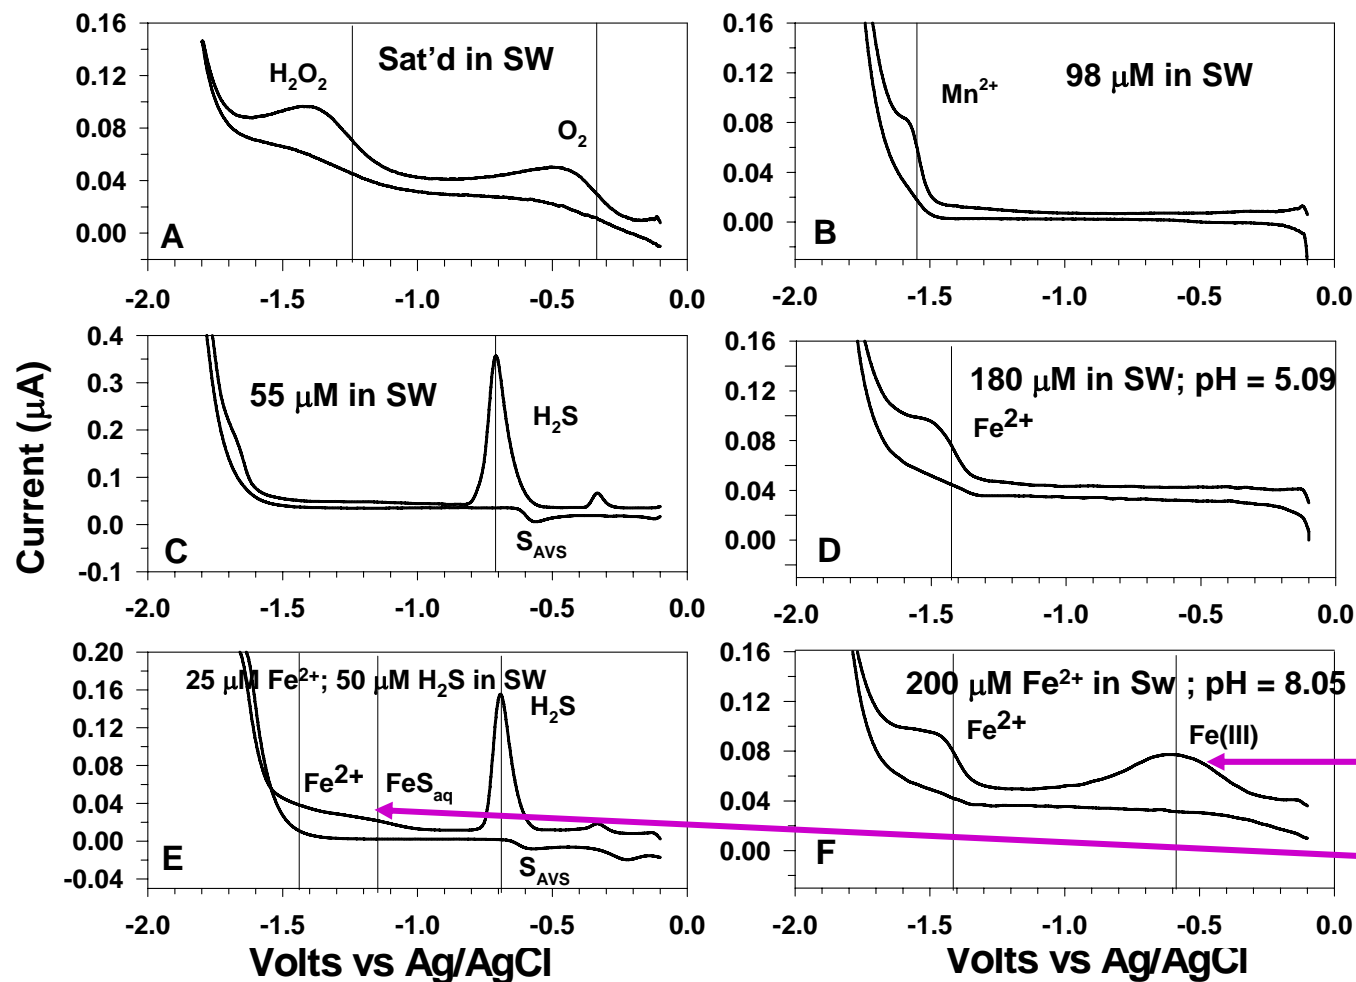 Current (μA)
0.16
0.12
0.08
0.04
0.00
H₂O₂
Sat'd in SW
O₂
A
-2.0 -1.5 -1.0 -0.5 0.0
0.16
0.12
0.08
0.04
0.00
Mn²⁺
98 μM in SW
B
-2.0 -1.5 -1.0 -0.5 0.0
0.4
0.3
0.2
0.1
0.0
-0.1
55 μM in SW
H₂S
S_AVS
C
-2.0 -1.5 -1.0 -0.5 0.0
0.16
0.12
0.08
0.04
0.00
180 μM in SW; pH = 5.09
Fe²⁺
D
-2.0 -1.5 -1.0 -0.5 0.0
0.20
0.16
0.12
0.08
0.04
0.00
-0.04
25 μM Fe²⁺; 50 μM H₂S in SW
H₂S
Fe²⁺
FeS_aq
S_AVS
E
-2.0 -1.5 -1.0 -0.5 0.0
Volts vs Ag/AgCl
0.16
0.12
0.08
0.04
0.00
200 μM Fe²⁺ in Sw ; pH = 8.05
Fe²⁺
Fe(III)
F
-2.0 -1.5 -1.0 -0.5 0.0
Volts vs Ag/AgCl